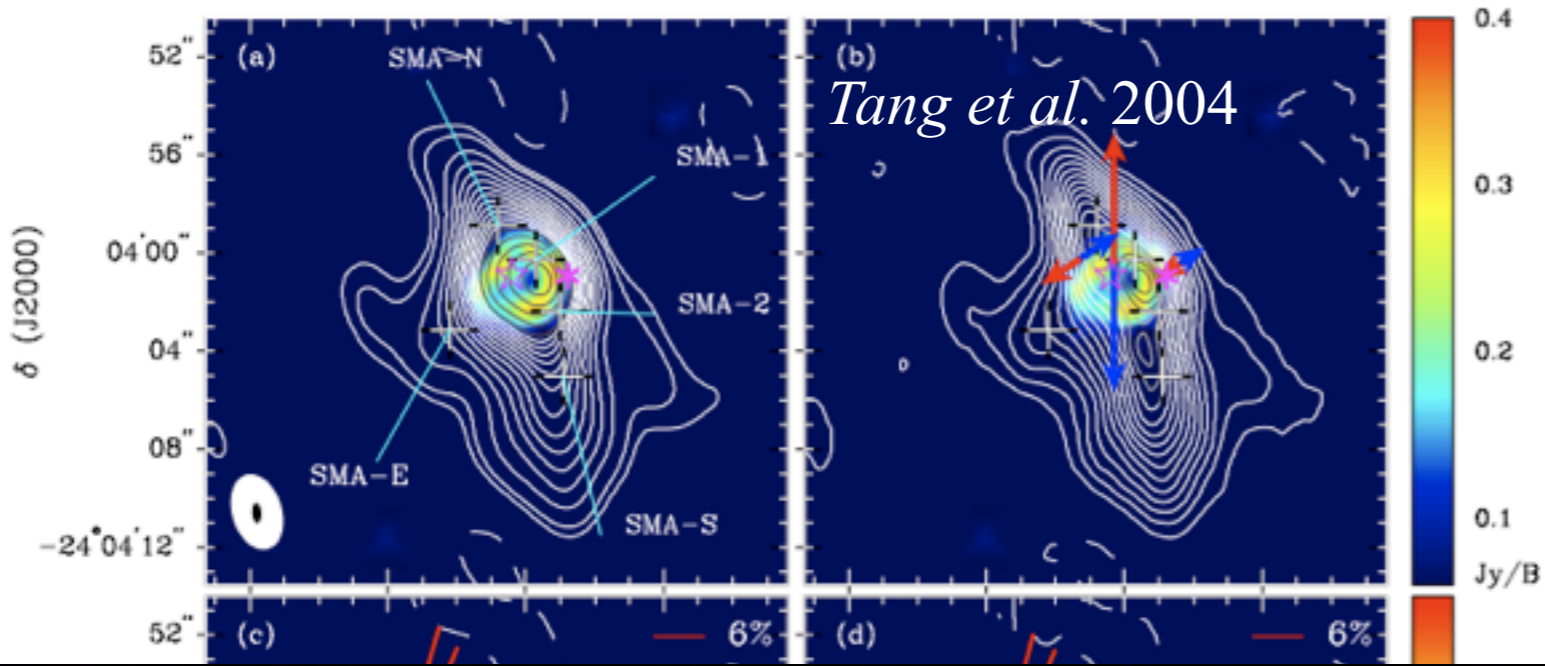 (a)
SMA-N
SMA-1
SMA-2
SMA-E
SMA-S
(b)
Tang et al. 2004
52"
56"
04'00"
04"
08"
-24°04'12"
δ (J2000)
0.4
0.3
0.2
0.1
Jy/B
52"
(c)
6%
(d)
6%